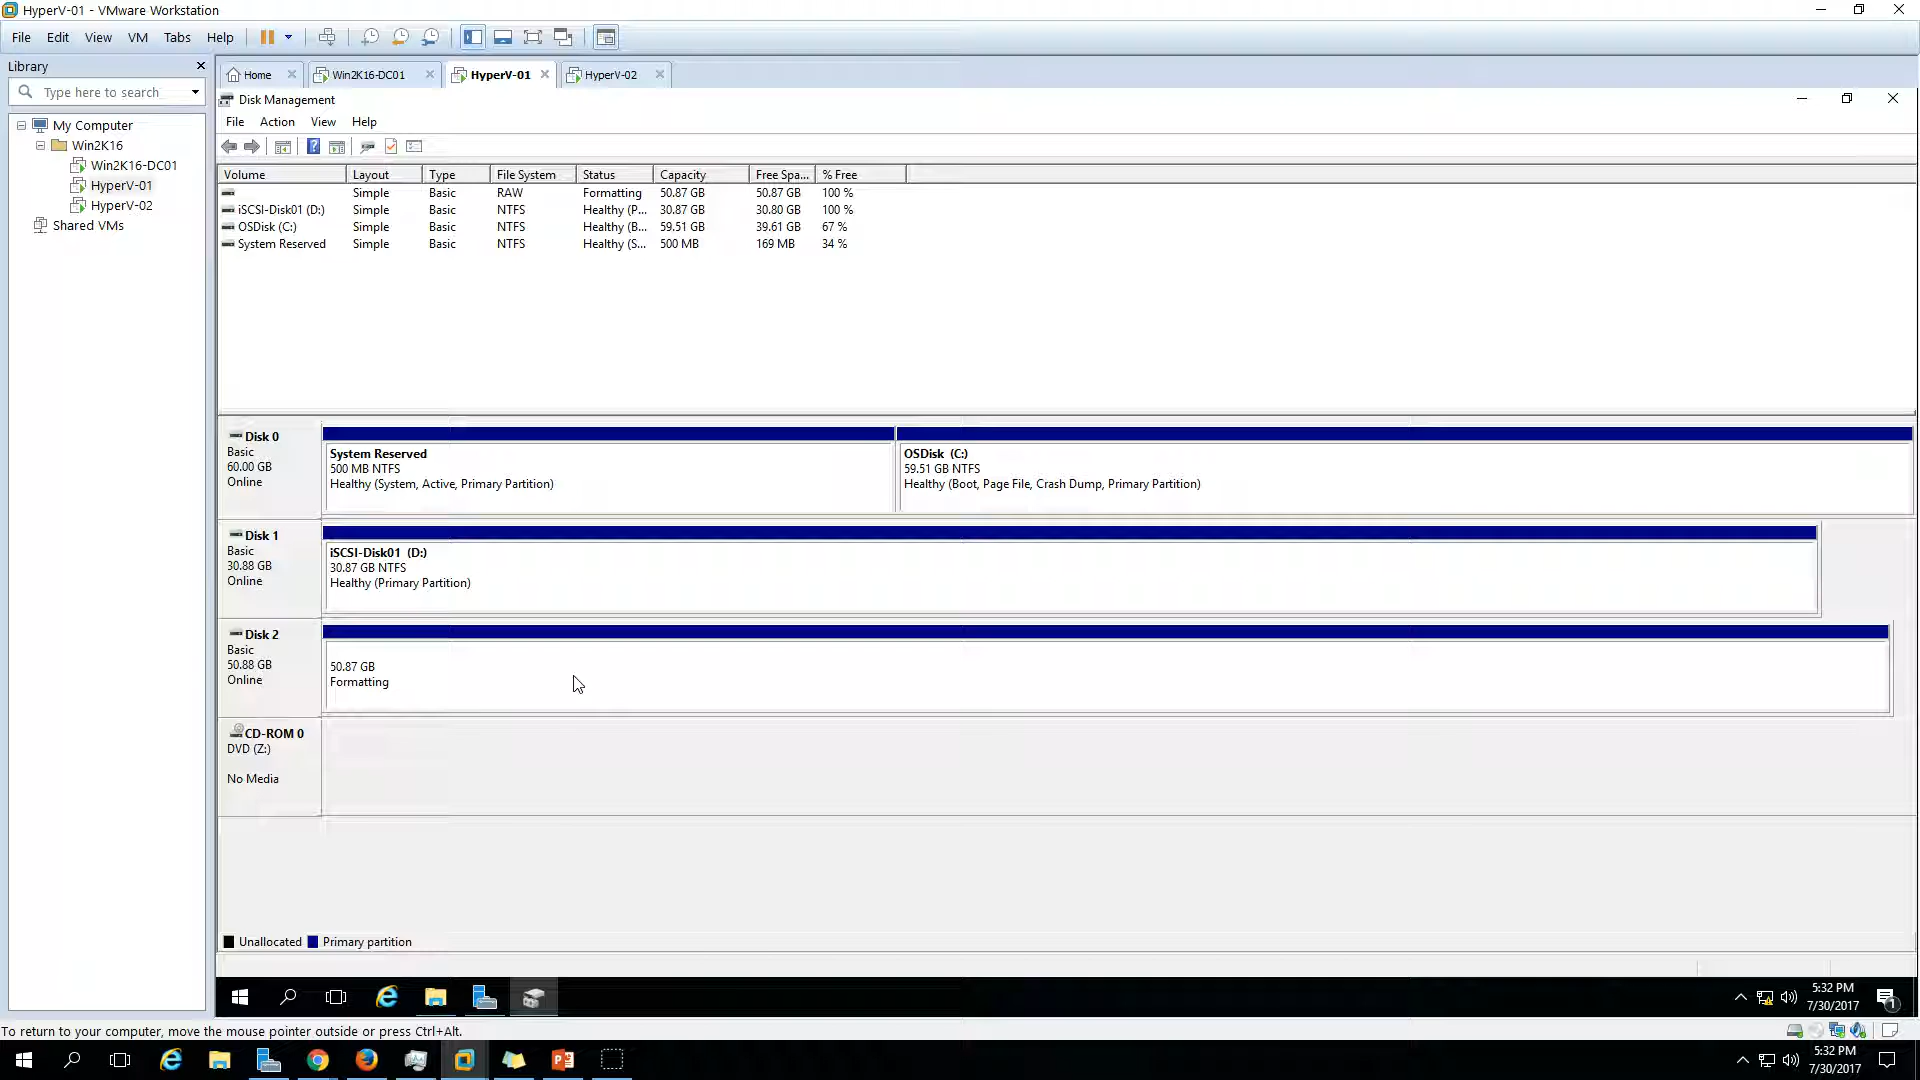 HyperV-01 - VMware Workstation
File Edit View VM Tabs Help
Library
Type here to search
My Computer
Win2K16
Win2K16-DC01
HyperV-01
HyperV-02
Shared VMs
Home Win2K16-DC01 HyperV-01 HyperV-02
Disk Management
File Action View Help
Volume Layout Type File System Status Capacity Free Spa... % Free
Simple Basic RAW Formatting 50.87 GB 50.87 GB 100 %
iSCSI-Disk01 (D:) Simple Basic NTFS Healthy (P... 30.87 GB 30.80 GB 100 %
OSDisk (C:) Simple Basic NTFS Healthy (B... 59.51 GB 39.61 GB 67 %
System Reserved Simple Basic NTFS Healthy (S... 500 MB 169 MB 34 %
Disk 0
Basic
60.00 GB
Online
System Reserved
500 MB NTFS
Healthy (System, Active, Primary Partition)
OSDisk (C:)
59.51 GB NTFS
Healthy (Boot, Page File, Crash Dump, Primary Partition)
Disk 1
Basic
30.88 GB
Online
iSCSI-Disk01 (D:)
30.87 GB NTFS
Healthy (Primary Partition)
Disk 2
Basic
50.88 GB
Online
50.87 GB
Formatting
CD-ROM 0
DVD (Z:)
No Media
Unallocated Primary partition
5:32 PM
7/30/2017
1
To return to your computer, move the mouse pointer outside or press Ctrl+Alt.
5:32 PM
7/30/2017